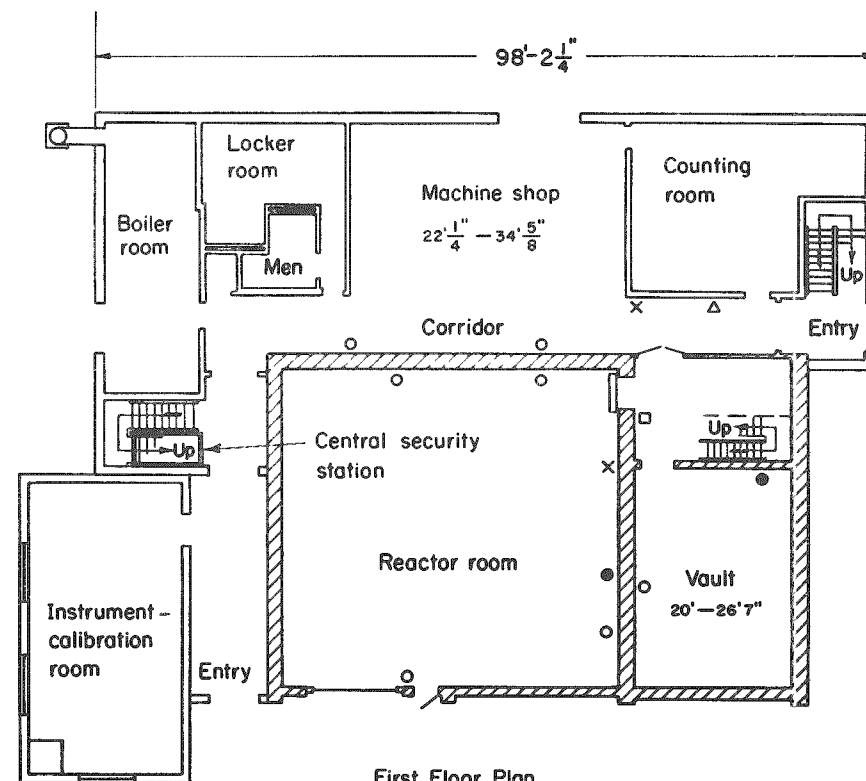 98'-2 1/4"
Locker
room
Counting
room
Machine shop
22' 1/4" — 34' 5/8"
Boiler
room
Men
Up
Corridor
Entry
Up
Central security
station
Up
Reactor room
Vault
20' — 26'7"
Instrument -
calibration
room
Entry
First Floor Plan